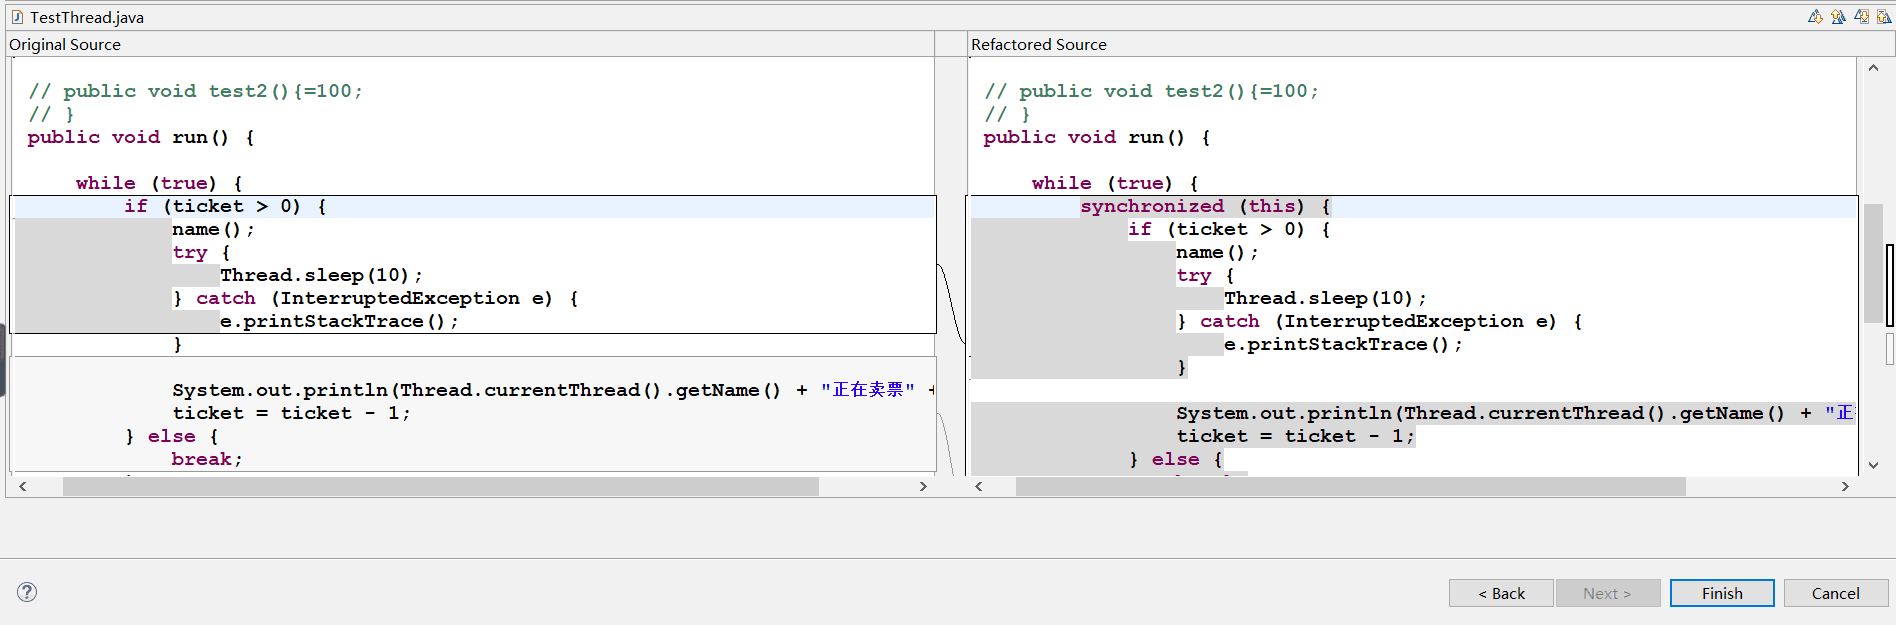 TestThread.java
Original Source
// public void test2(){=100;
// }
public void run() {
while (true) {
if (ticket > 0) {
name();
try {
Thread.sleep(10);
} catch (InterruptedException e) {
e.printStackTrace();
}
System.out.println(Thread.currentThread().getName() + "正在卖票" +
ticket = ticket - 1;
} else {
break;
Refactored Source
// public void test2(){=100;
// }
public void run() {
while (true) {
synchronized (this) {
if (ticket > 0) {
name();
try {
Thread.sleep(10);
} catch (InterruptedException e) {
e.printStackTrace();
}
System.out.println(Thread.currentThread().getName() + "正
ticket = ticket - 1;
} else {
< Back
Next >
Finish
Cancel